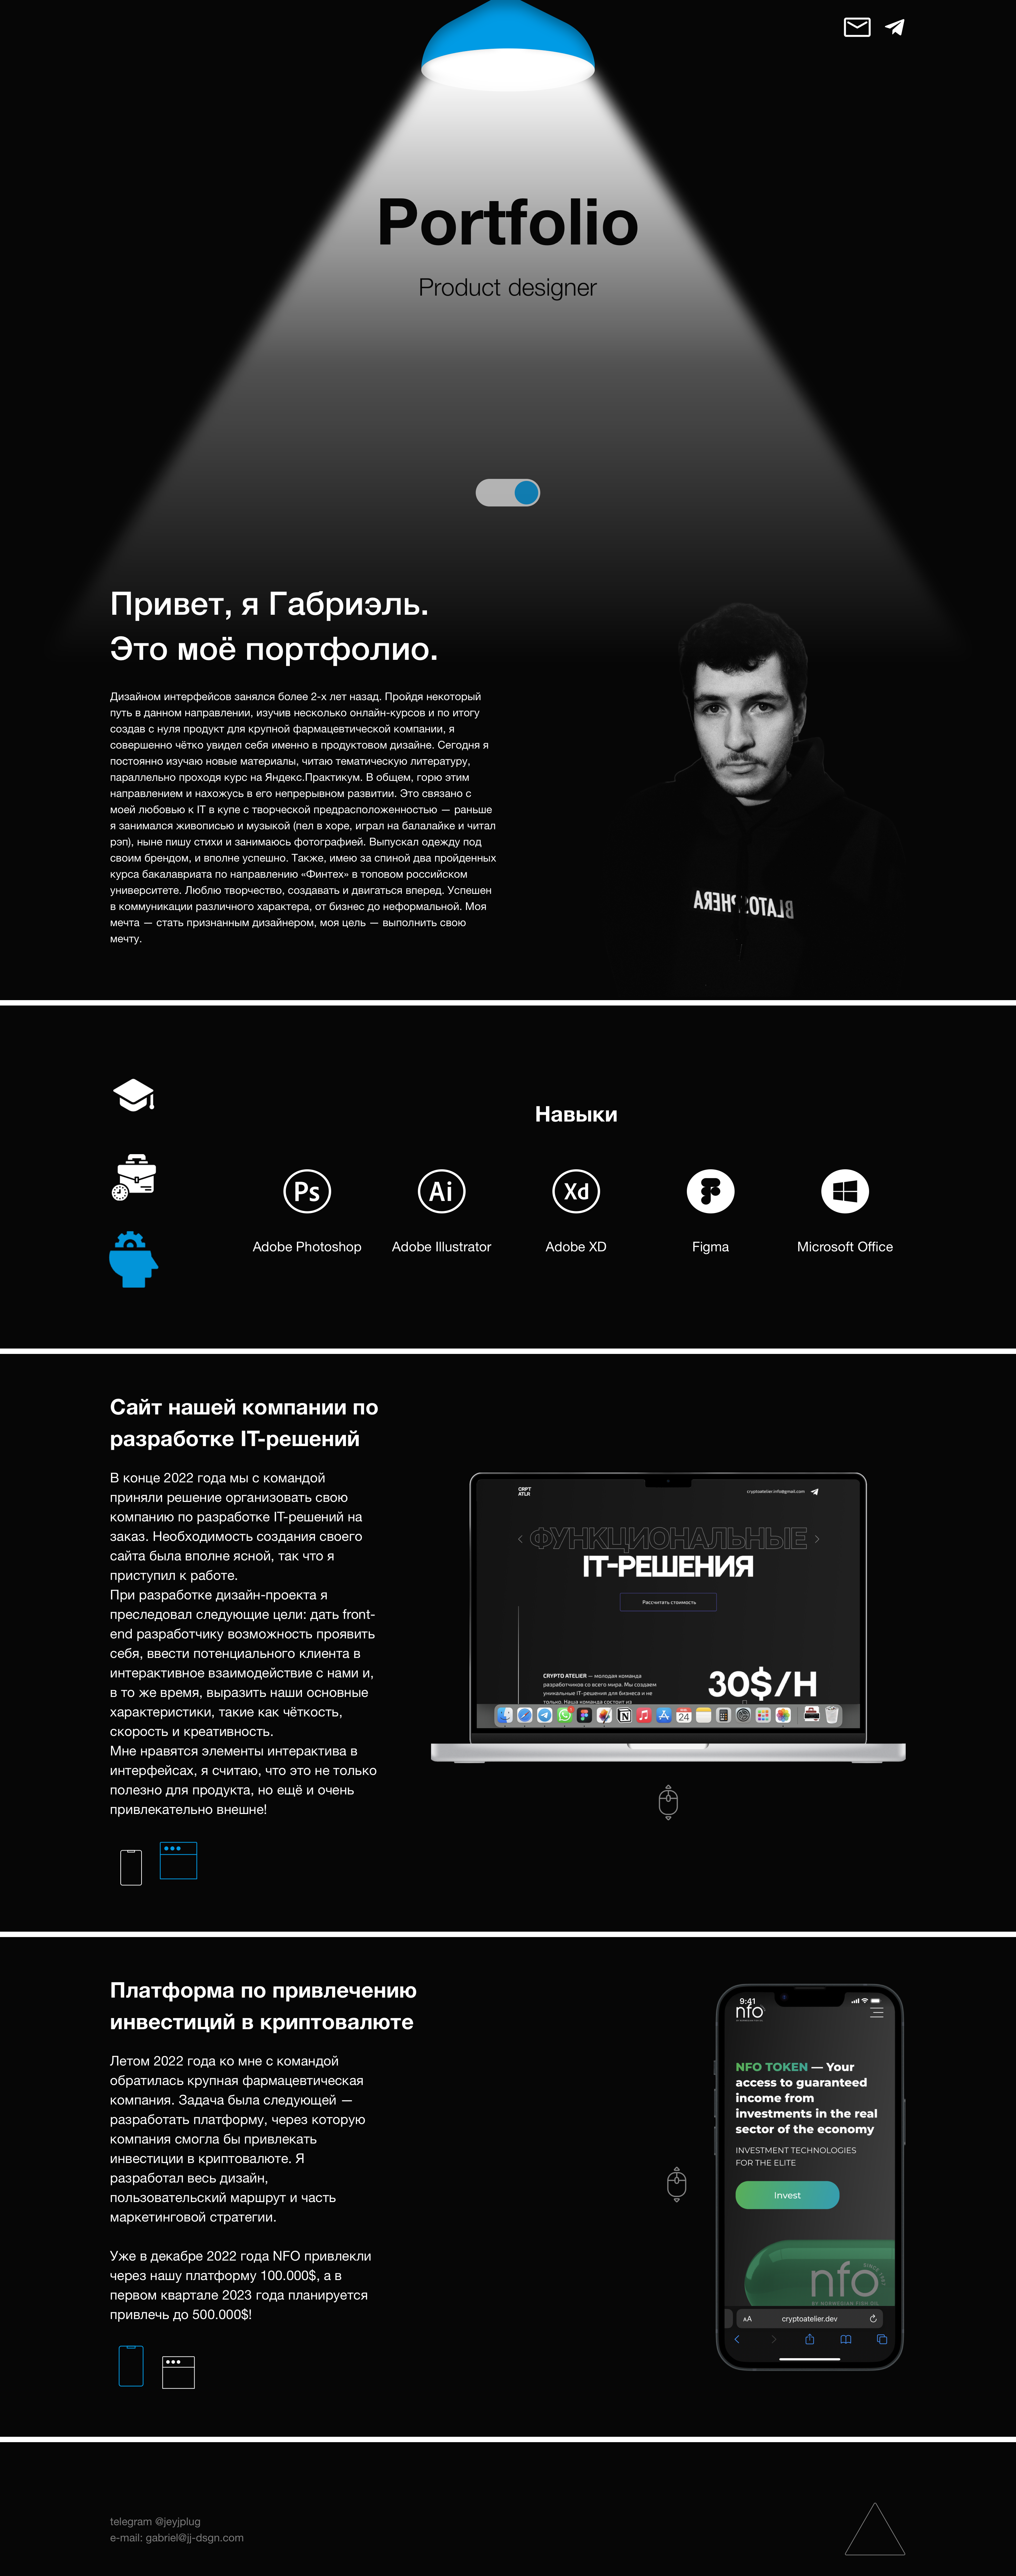 Portfolio
Product designer
Привет, я Габриэль.
Это моё портфолио.
Дизайном интерфейсов занялся более 2-х лет назад. Пройдя некоторый
путь в данном направлении, изучив несколько онлайн-курсов и по итогу
создав с нуля продукт для крупной фармацевтической компании, я
совершенно чётко увидел себя именно в продуктовом дизайне. Сегодня я
постоянно изучаю новые материалы, читаю тематическую литературу,
параллельно проходя курс на Яндекс.Практикум. В общем, горю этим
направлением и нахожусь в его непрерывном развитии. Это связано с
моей любовью к IT в купе с творческой предрасположенностью — раньше
я занимался живописью и музыкой (пел в хоре, играл на балалайке и читал
рэп), ныне пишу стихи и занимаюсь фотографией. Выпускал одежду под
своим брендом, и вполне успешно. Также, имею за спиной два пройденных
курса бакалавриата по направлению «Финтех» в топовом российском
университете. Люблю творчество, создавать и двигаться вперед. Успешен
в коммуникации различного характера, от бизнес до неформальной. Моя
мечта — стать признанным дизайнером, моя цель — выполнить свою
мечту.
Навыки
Ps
Ai
Xd
Adobe Photoshop
Adobe Illustrator
Adobe XD
Figma
Microsoft Office
Сайт нашей компании по
разработке IT-решений
В конце 2022 года мы с командой
приняли решение организовать свою
компанию по разработке IT-решений на
заказ. Необходимость создания своего
сайта была вполне ясной, так что я
приступил к работе.
При разработке дизайн-проекта я
преследовал следующие цели: дать front-
end разработчику возможность проявить
себя, ввести потенциального клиента в
интерактивное взаимодействие с нами и,
в то же время, выразить наши основные
характеристики, такие как чёткость,
скорость и креативность.
Мне нравятся элементы интерактива в
интерфейсах, я считаю, что это не только
полезно для продукта, но ещё и очень
привлекательно внешне!
CRPT
ATLR
cryptoatelier.info@gmail.com
ФУНКЦИОНАЛЬНЫЕ
IT-РЕШЕНИЯ
Рассчитать стоимость
CRYPTO ATELIER — молодая команда
разработчиков со всего мира. Мы создаем
уникальные IT-решения для бизнеса и не
только. Наша команда состоит из
30$/H
24
Платформа по привлечению
инвестиций в криптовалюте
Летом 2022 года ко мне с командой
обратилась крупная фармацевтическая
компания. Задача была следующей —
разработать платформу, через которую
компания смогла бы привлекать
инвестиции в криптовалюте. Я
разработал весь дизайн,
пользовательский маршрут и часть
маркетинговой стратегии.
Уже в декабре 2022 года NFO привлекли
через нашу платформу 100.000$, а в
первом квартале 2023 года планируется
привлечь до 500.000$!
9:41
nfo
NFO TOKEN — Your
access to guaranteed
income from
investments in the real
sector of the economy
INVESTMENT TECHNOLOGIES
FOR THE ELITE
Invest
nfo
BY NORWEGIAN FISH OIL
AA
cryptoatelier.dev
telegram @jeyjplug
e-mail: gabriel@jj-dsgn.com